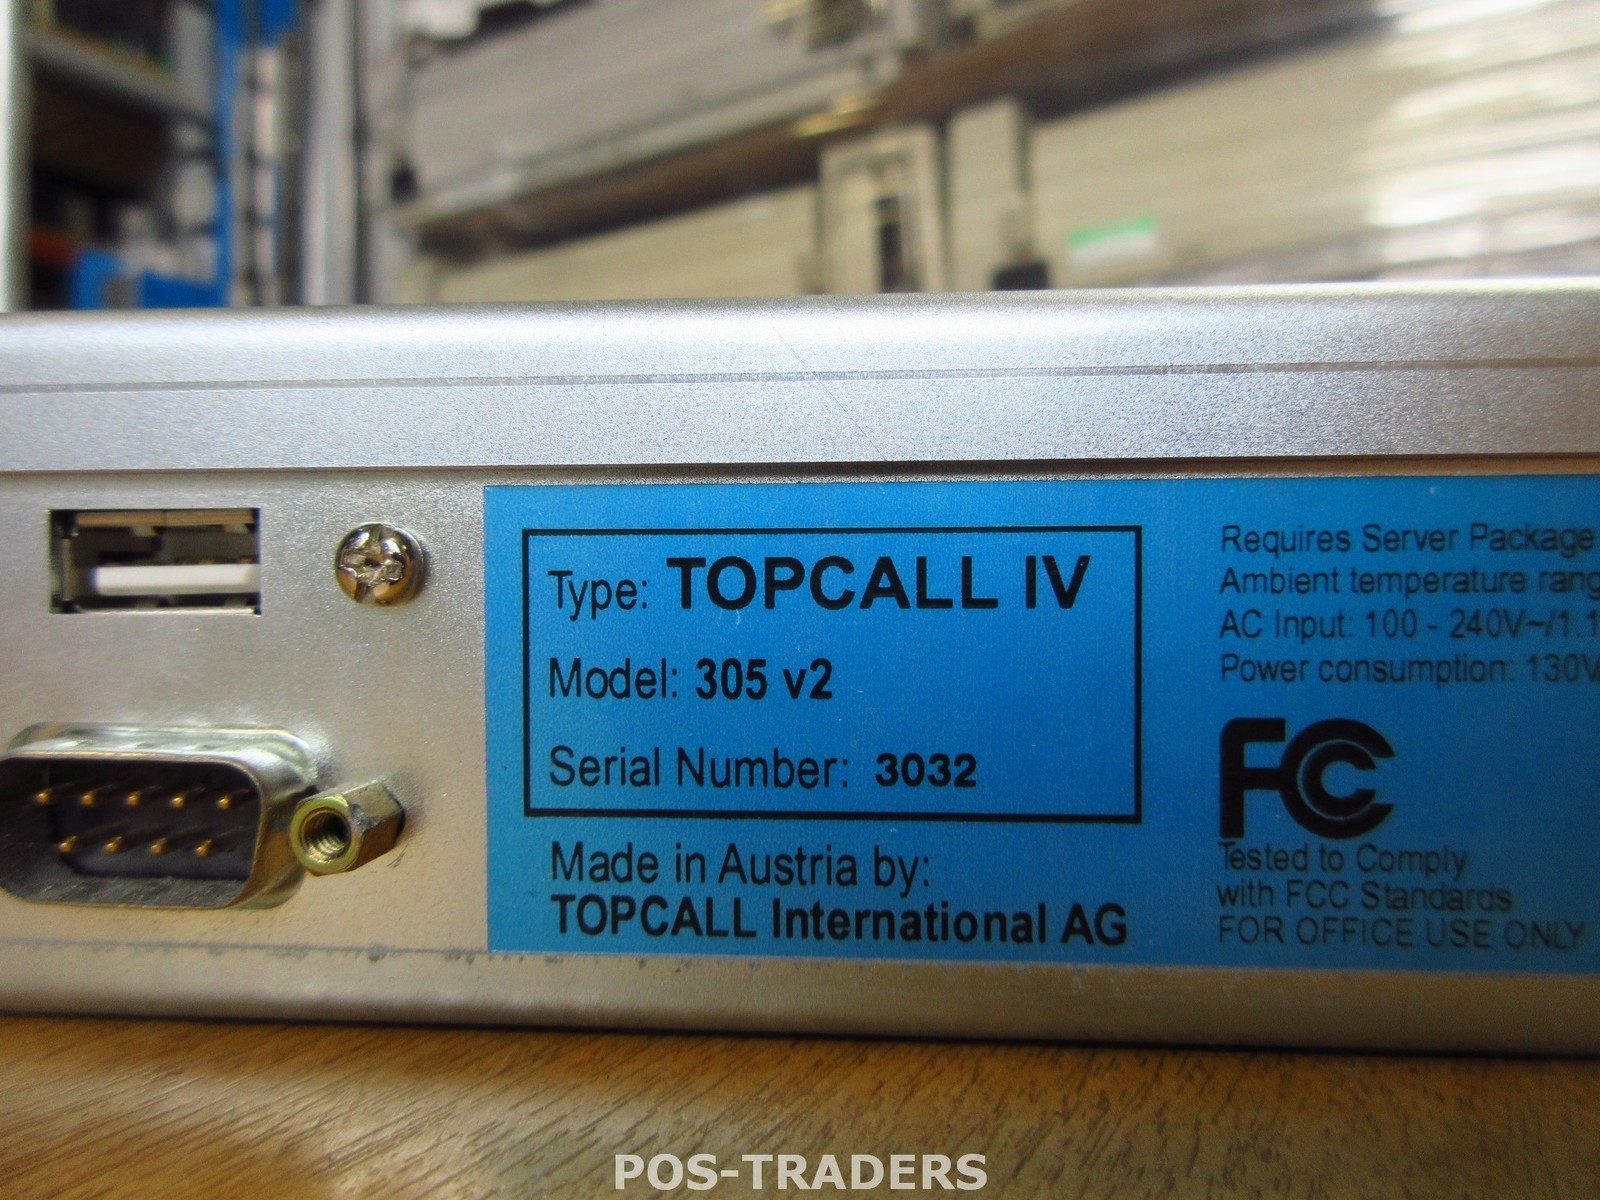 Type: TOPCALL IV
Model: 305 v2
Serial Number: 3032
Made in Austria by:
TOPCALL International AG
Requires Server Package
Ambient temperature rang
AC Input: 100 - 240V~/1.1
Power consumption: 130
FC
Tested to Comply
with FCC Standards
FOR OFFICE USE ONLY
POS-TRADERS